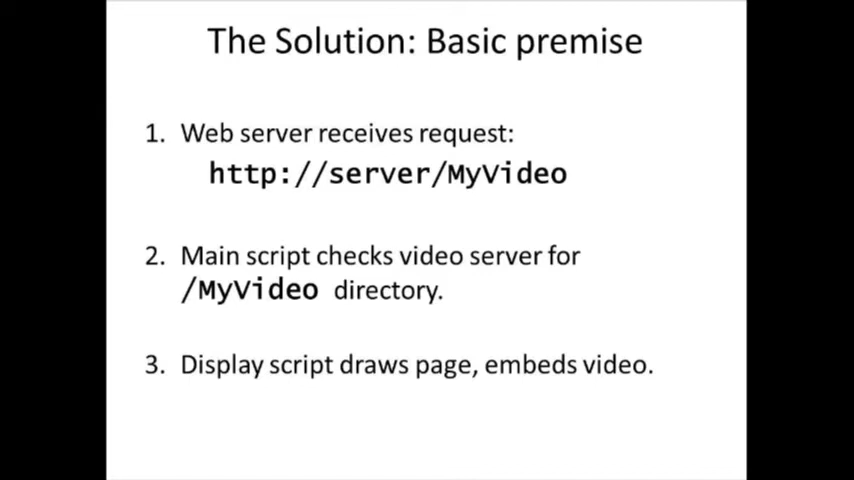 The Solution: Basic premise
1. Web server receives request:
http://server/MyVideo
2. Main script checks video server for
/MyVideo directory.
3. Display script draws page, embeds video.